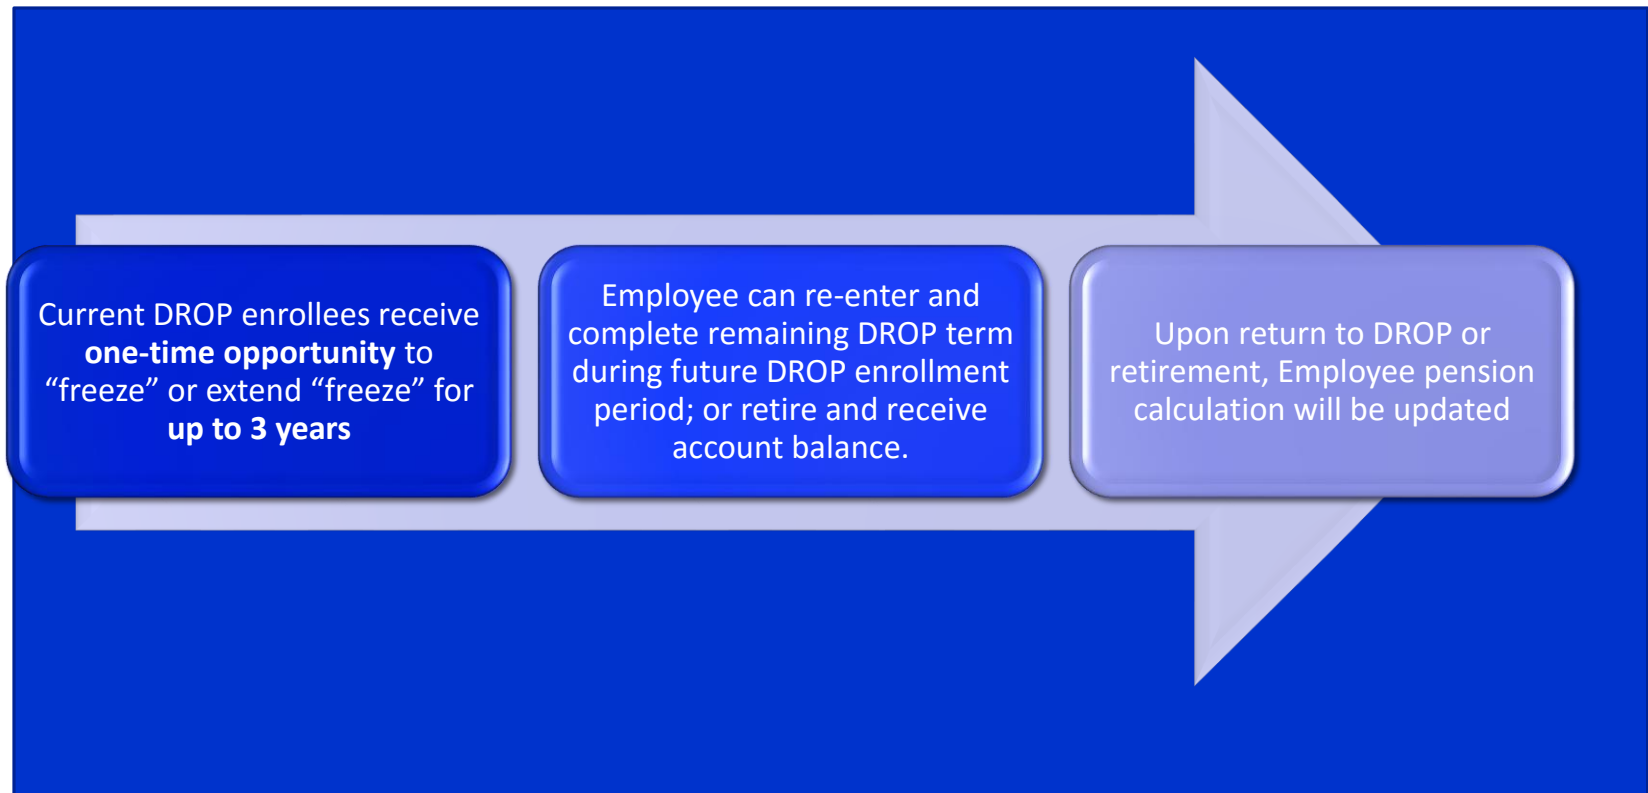 Current DROP enrollees receive
one-time opportunity to
“freeze” or extend “freeze” for
up to 3 years
Employee can re-enter and
complete remaining DROP term
during future DROP enrollment
period; or retire and receive
account balance.
Upon return to DROP or
retirement, Employee pension
calculation will be updated